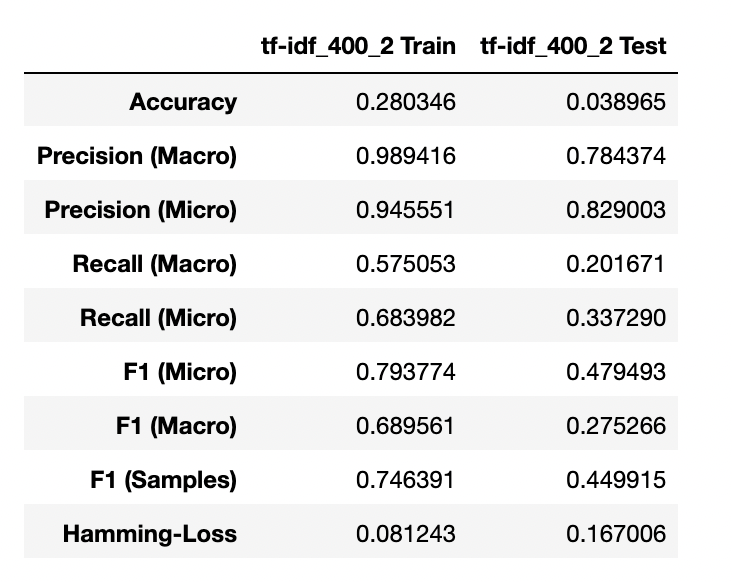 tf-idf_400_2 Train tf-idf_400_2 Test
Accuracy 0.280346 0.038965
Precision (Macro) 0.989416 0.784374
Precision (Micro) 0.945551 0.829003
Recall (Macro) 0.575053 0.201671
Recall (Micro) 0.683982 0.337290
F1 (Micro) 0.793774 0.479493
F1 (Macro) 0.689561 0.275266
F1 (Samples) 0.746391 0.449915
Hamming-Loss 0.081243 0.167006